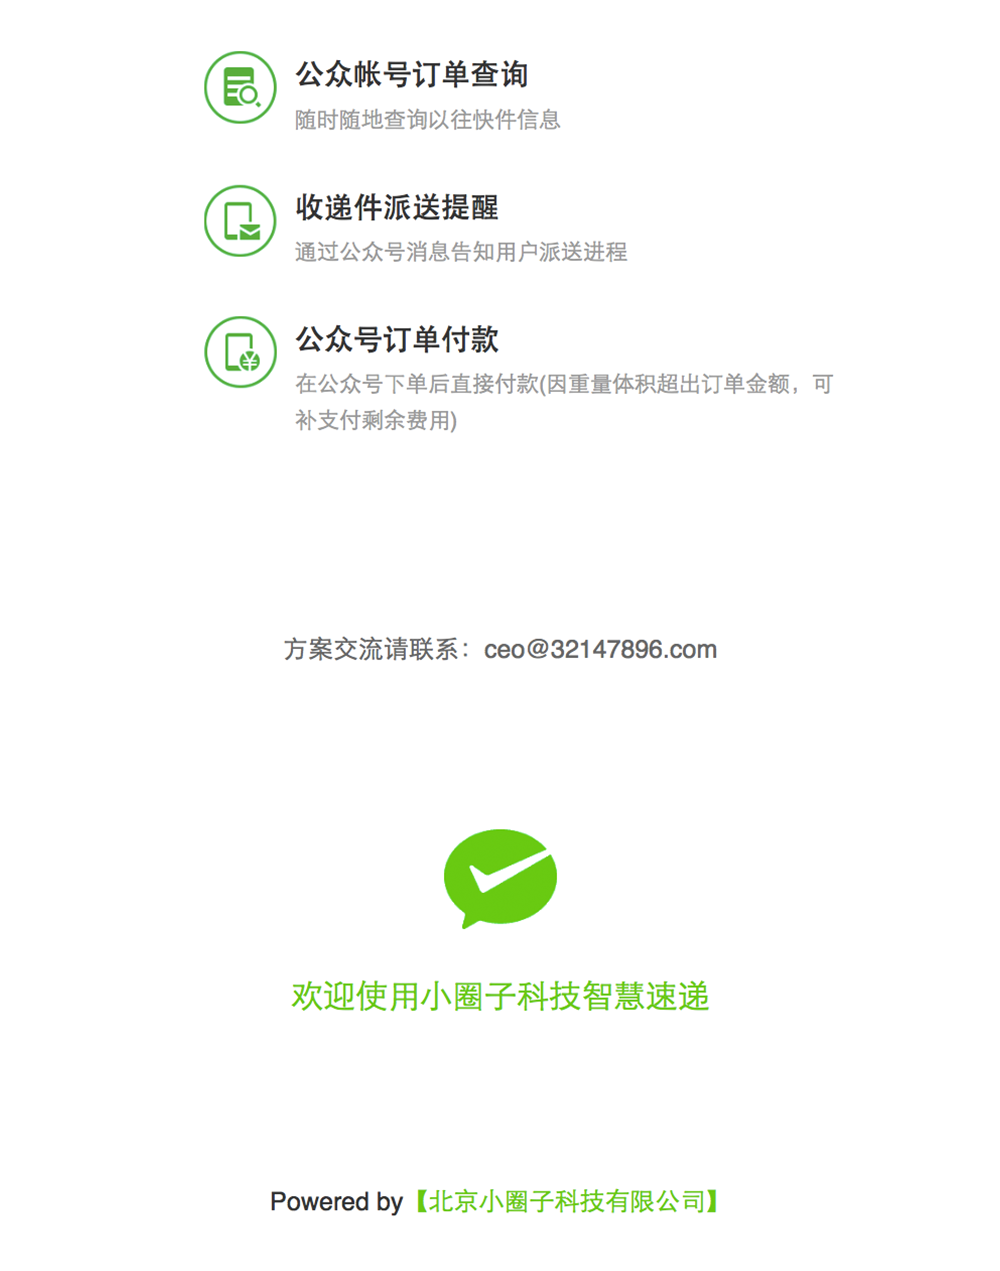 公众帐号订单查询
随时随地查询以往快件信息
收递件派送提醒
通过公众号消息告知用户派送进程
公众号订单付款
在公众号下单后直接付款(因重量体积超出订单金额，可
补支付剩余费用)
方案交流请联系：ceo@32147896.com
欢迎使用小圈子科技智慧速递
Powered by【北京小圈子科技有限公司】